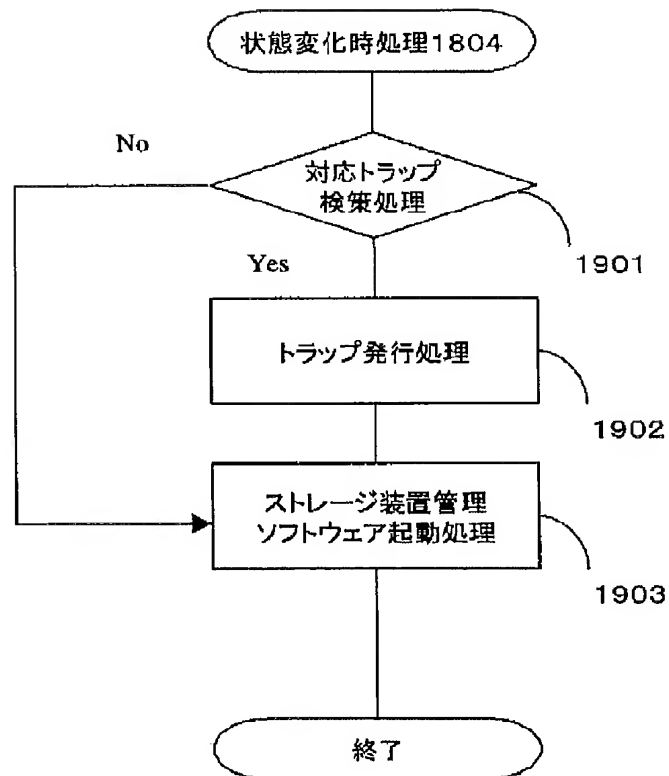 状態変化時処理1804
No
対応トラップ
検策処理
1901
Yes
トラップ発行処理
1902
ストレージ装置管理
ソフトウェア起動処理
1903
終了